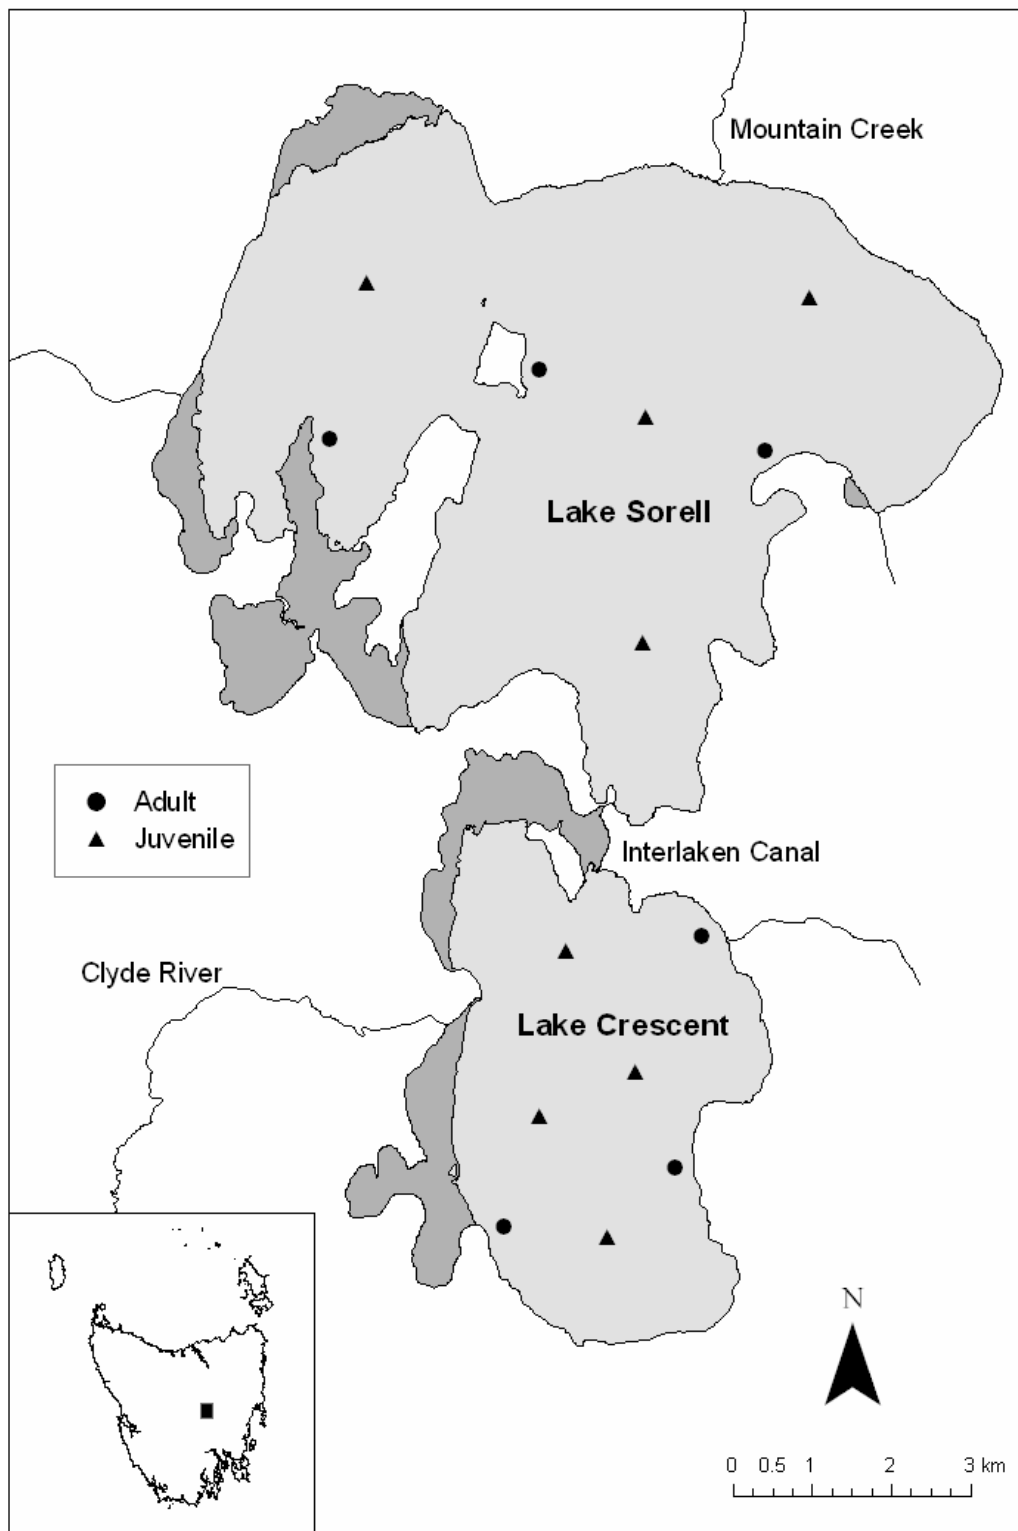 Mountain Creek
Lake Sorell
Adult
Juvenile
Interlaken Canal
Clyde River
Lake Crescent
N
0 0.5 1 2 3 km